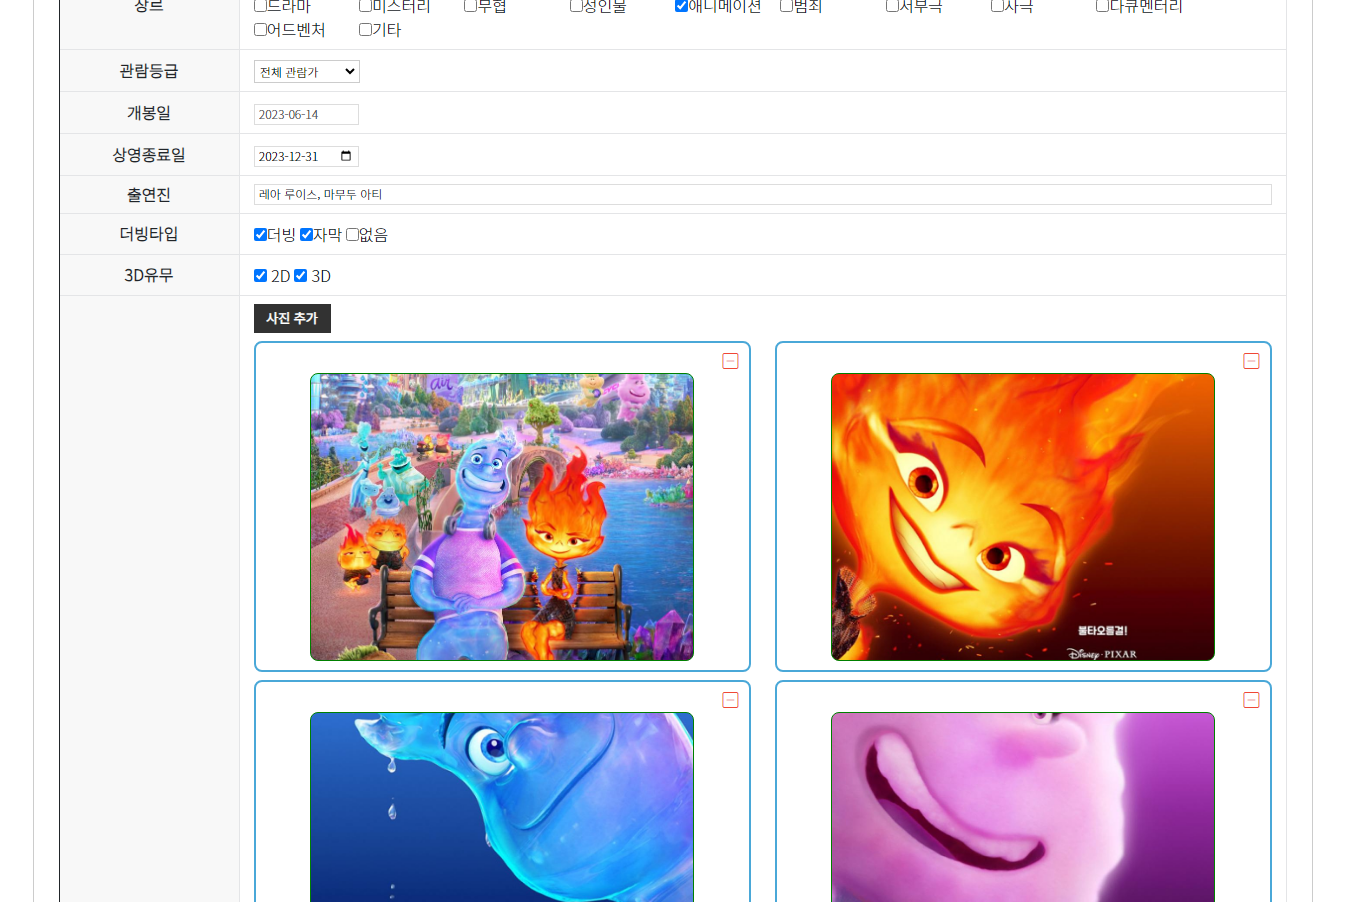 장르
드라마 미스터리 무협 성인물 애니메이션 범죄 서부극 사극 다큐멘터리
어드벤처 기타
관람등급 전체 관람가
개봉일 2023-06-14
상영종료일 2023-12-31
출연진 레아 루이스, 마무두 아티
더빙타입 더빙 자막 없음
3D유무 2D 3D
사진 추가
air
불타오를결!
Disney·PIXAR